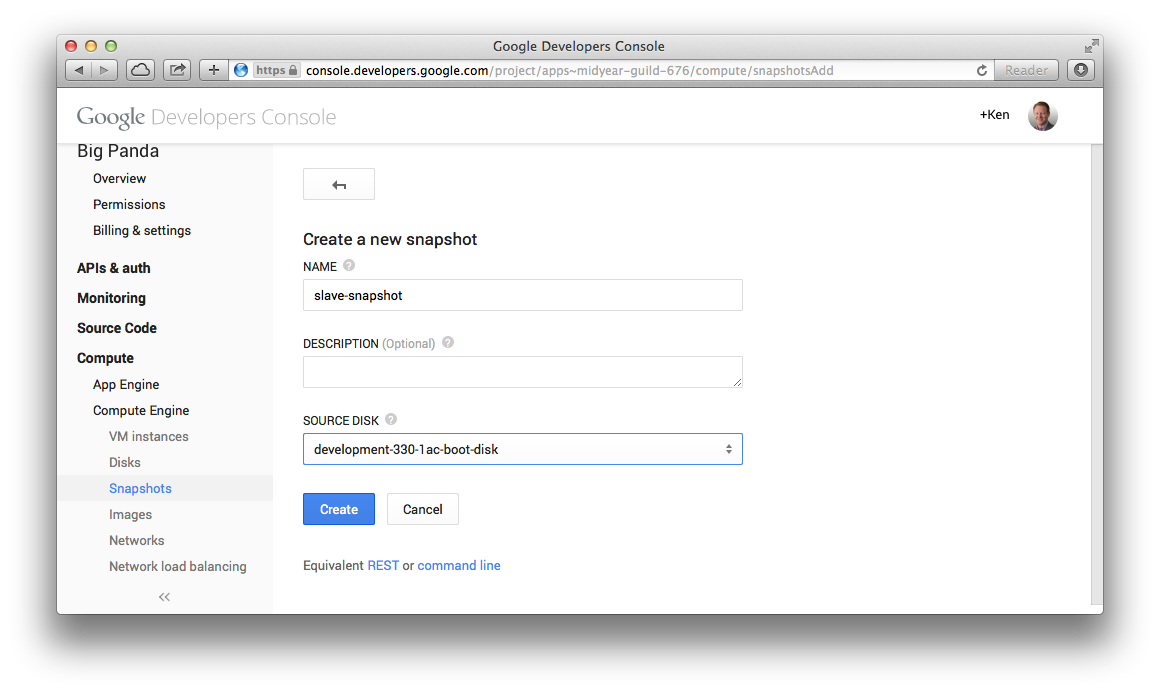 Google Developers Console
https console.developers.google.com/project/apps~midyear-guild-676/compute/snapshotsAdd Reader
Google Developers Console
+Ken
Big Panda
Overview
Permissions
Billing & settings
APIs & auth
Monitoring
Source Code
Compute
App Engine
Compute Engine
VM instances
Disks
Snapshots
Images
Networks
Network load balancing
Create a new snapshot
NAME ?
slave-snapshot
DESCRIPTION (Optional) ?
SOURCE DISK ?
development-330-1ac-boot-disk
Create Cancel
Equivalent REST or command line